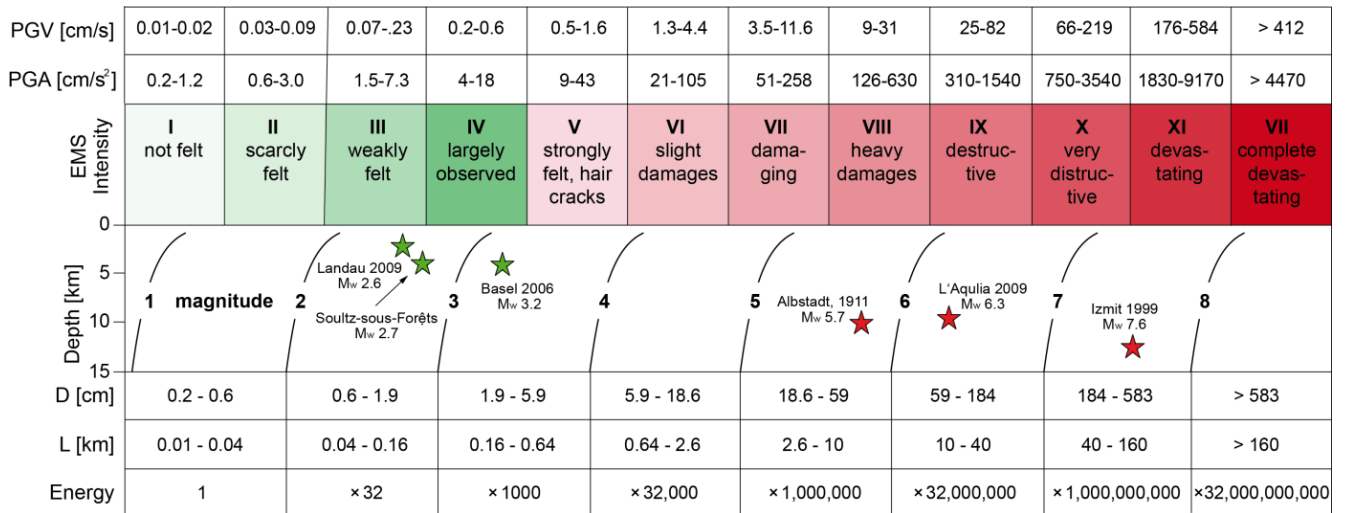 PGV [cm/s] 0.01-0.02 0.03-0.09 0.07-.23 0.2-0.6 0.5-1.6 1.3-4.4 3.5-11.6 9-31 25-82 66-219 176-584 > 412
PGA [cm/s²] 0.2-1.2 0.6-3.0 1.5-7.3 4-18 9-43 21-105 51-258 126-630 310-1540 750-3540 1830-9170 > 4470
EMS
Intensity
I
not felt
II
scarcly
felt
III
weakly
felt
IV
largely
observed
V
strongly
felt, hair
cracks
VI
slight
damages
VII
dama-
ging
VIII
heavy
damages
IX
destruc-
tive
X
very
distruc-
tive
XI
devas-
tating
VII
complete
devas-
tating
Depth [km]
0
5
10
15
1 magnitude 2 3 4 5 6 7 8
Landau 2009
Mw 2.6
Soultz-sous-Forệts
Mw 2.7
Basel 2006
Mw 3.2
Albstadt, 1911
Mw 5.7
L'Aqulia 2009
Mw 6.3
Izmit 1999
Mw 7.6
D [cm] 0.2 - 0.6 0.6 - 1.9 1.9 - 5.9 5.9 - 18.6 18.6 - 59 59 - 184 184 - 583 > 583
L [km] 0.01 - 0.04 0.04 - 0.16 0.16 - 0.64 0.64 - 2.6 2.6 - 10 10 - 40 40 - 160 > 160
Energy 1 × 32 × 1000 × 32,000 × 1,000,000 × 32,000,000 × 1,000,000,000 ×32,000,000,000